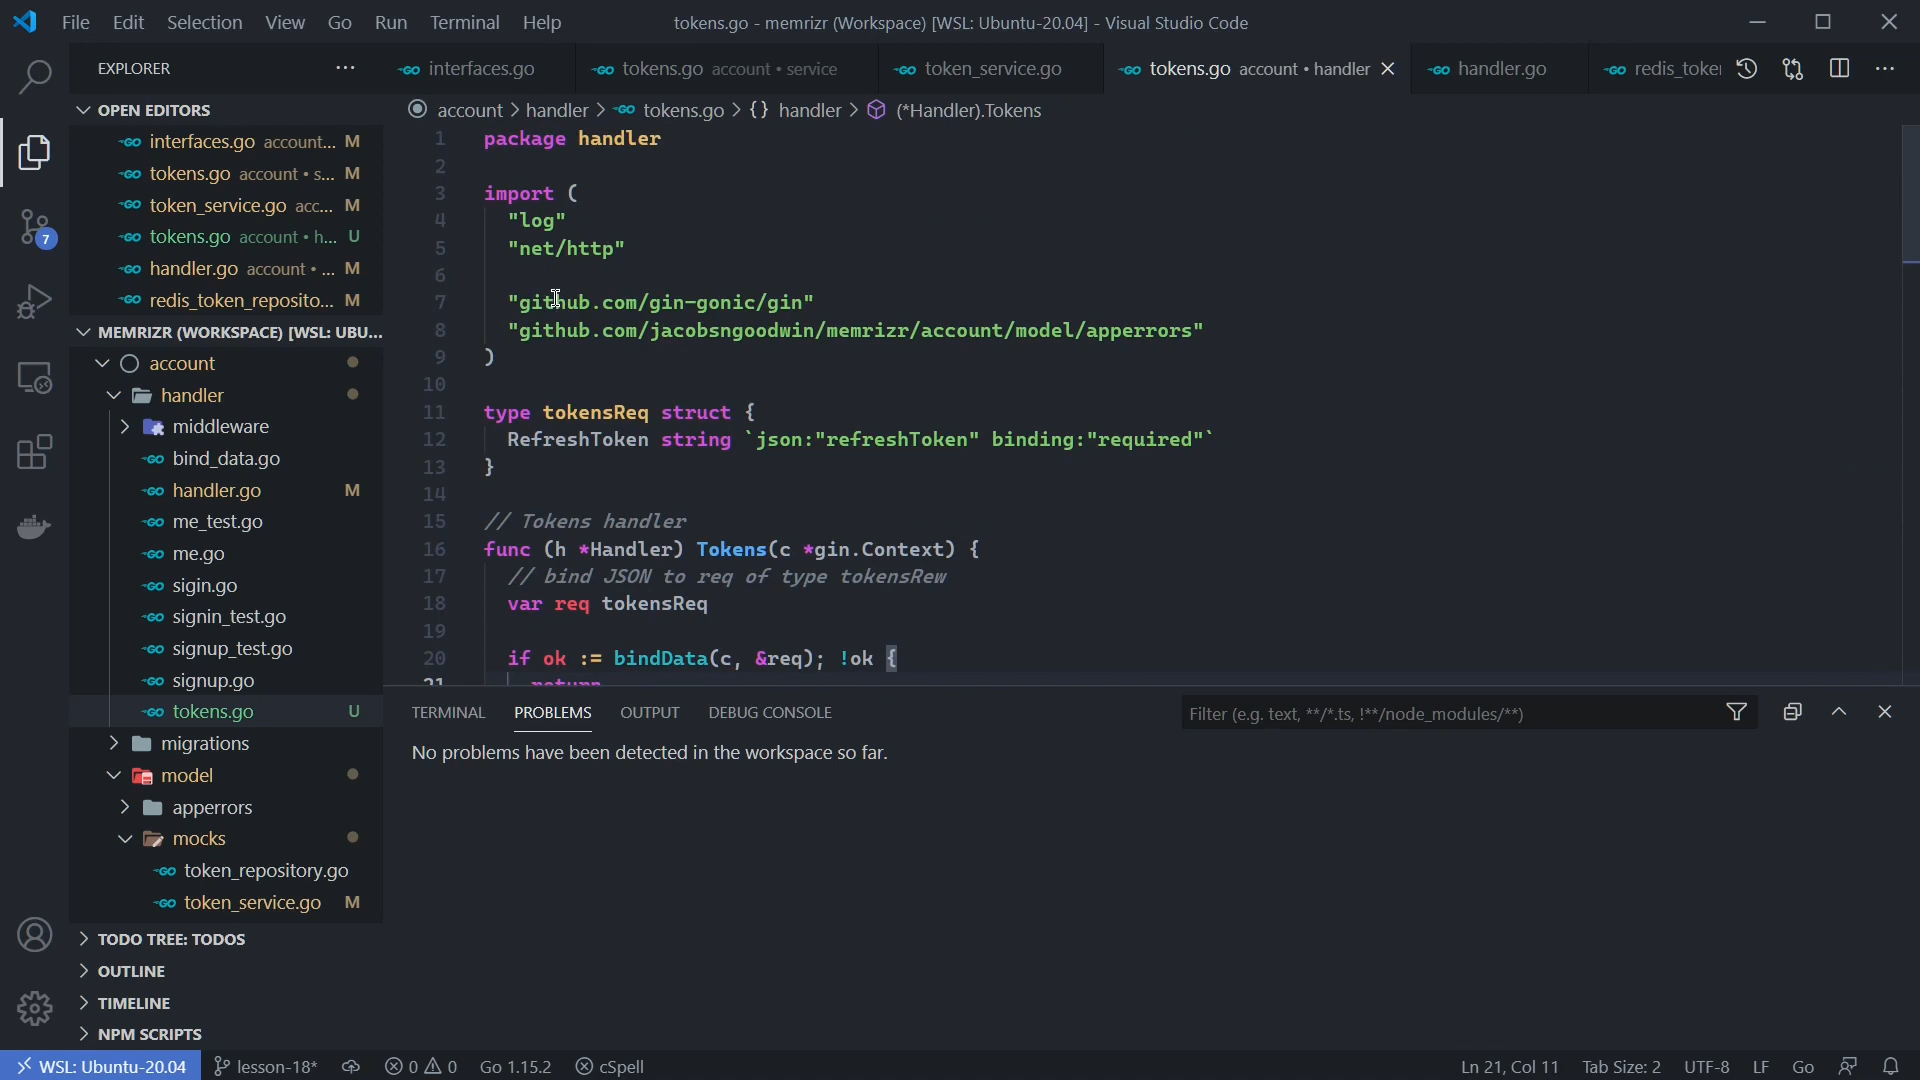 File Edit Selection View Go Run Terminal Help
tokens.go - memrizr (Workspace) [WSL: Ubuntu-20.04] - Visual Studio Code
EXPLORER
interfaces.go
tokens.go account • service
token_service.go
tokens.go account • handler
handler.go
redis_toke
OPEN EDITORS
interfaces.go account... M
tokens.go account • s... M
token_service.go acc... M
tokens.go account • h... U
handler.go account • ... M
redis_token_reposito... M
MEMRIZR (WORKSPACE) [WSL: UBU...
account
handler
middleware
bind_data.go
handler.go M
me_test.go
me.go
sigin.go
signin_test.go
signup_test.go
signup.go
tokens.go U
migrations
model
apperrors
mocks
token_repository.go
token_service.go M
TODO TREE: TODOS
OUTLINE
TIMELINE
NPM SCRIPTS
account > handler > tokens.go > {} handler > (*Handler).Tokens
1 package handler
2
3 import (
4 "log"
5 "net/http"
6
7 "github.com/gin-gonic/gin"
8 "github.com/jacobsngoodwin/memrizr/account/model/apperrors"
9 )
10
11 type tokensReq struct {
12 RefreshToken string `json:"refreshToken" binding:"required"`
13 }
14
15 // Tokens handler
16 func (h *Handler) Tokens(c *gin.Context) {
17 // bind JSON to req of type tokensRew
18 var req tokensReq
19
20 if ok := bindData(c, &req); !ok {
21 return
TERMINAL PROBLEMS OUTPUT DEBUG CONSOLE
Filter (e.g. text, **/*.ts, !**/node_modules/**)
No problems have been detected in the workspace so far.
7
WSL: Ubuntu-20.04 lesson-18* 0 0 Go 1.15.2 cSpell
Ln 21, Col 11 Tab Size: 2 UTF-8 LF Go